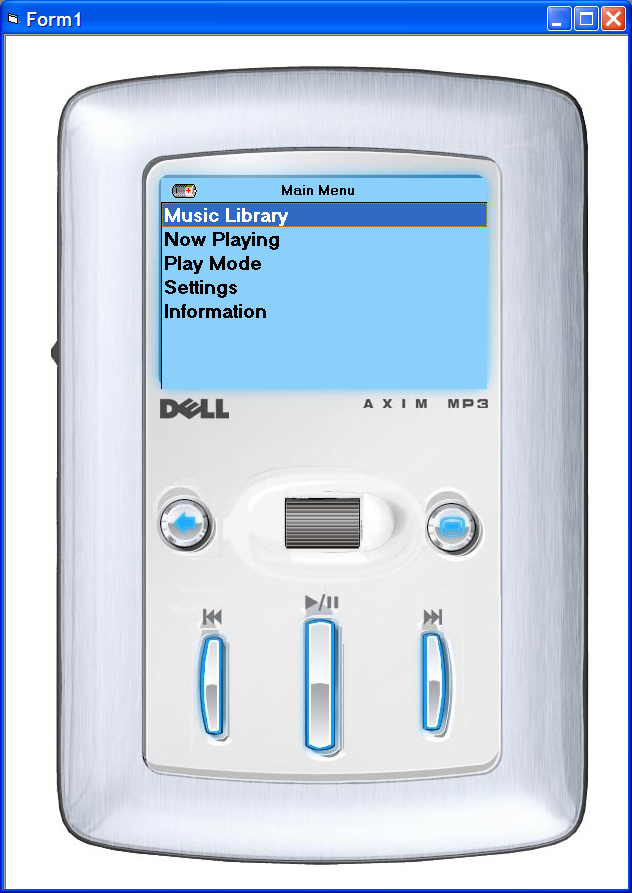 Form1
Main Menu
Music Library
Now Playing
Play Mode
Settings
Information
DELL AXIM MP3